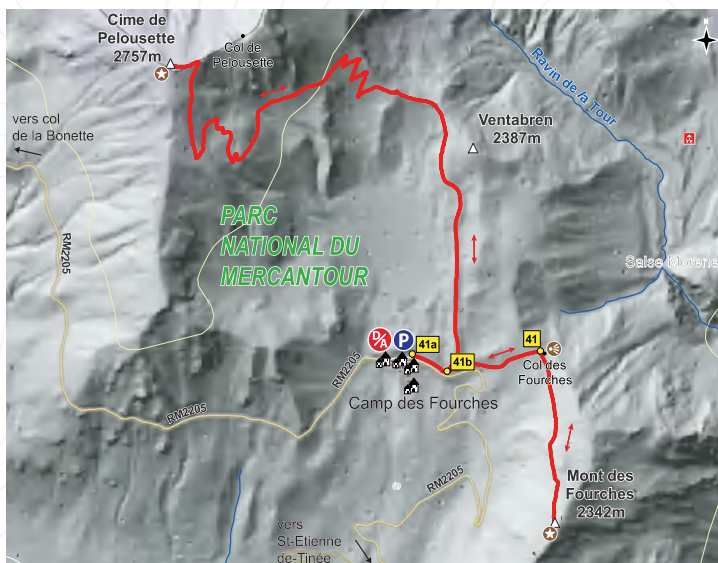 Cime de
Pelousette
2757m
Col de
Pelousette
N
Ravin de la Tour
vers col
de la Bonette
Ventabren
2387m
PARC
NATIONAL DU
MERCANTOUR
RM2205
Salse Morene
D/A
P
41a
41b
41
Col des
Fourches
RM2205
RM2205
Camp des Fourches
RM2205
Mont des
Fourches
2342m
vers
St-Etienne
de-Tinée